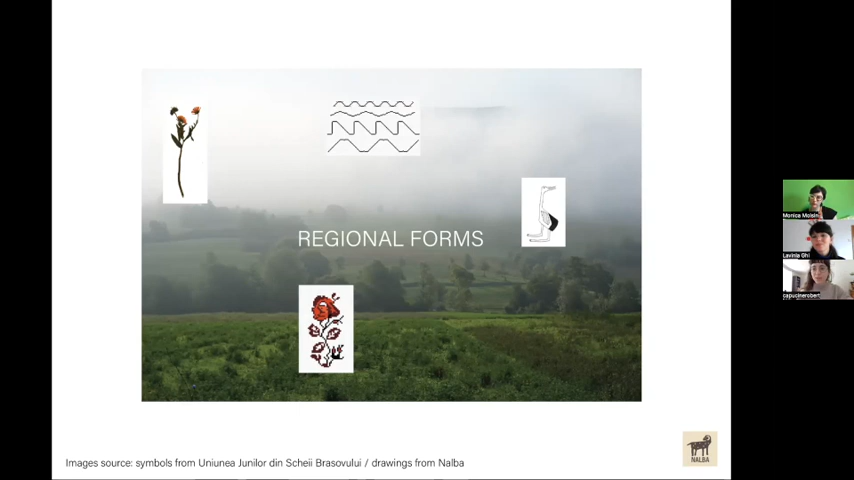 REGIONAL FORMS
Monica Moisin
Lavinia Ghi
capucinerobert
NALBA
Images source: symbols from Uniunea Junilor din Scheii Brasovului / drawings from Nalba